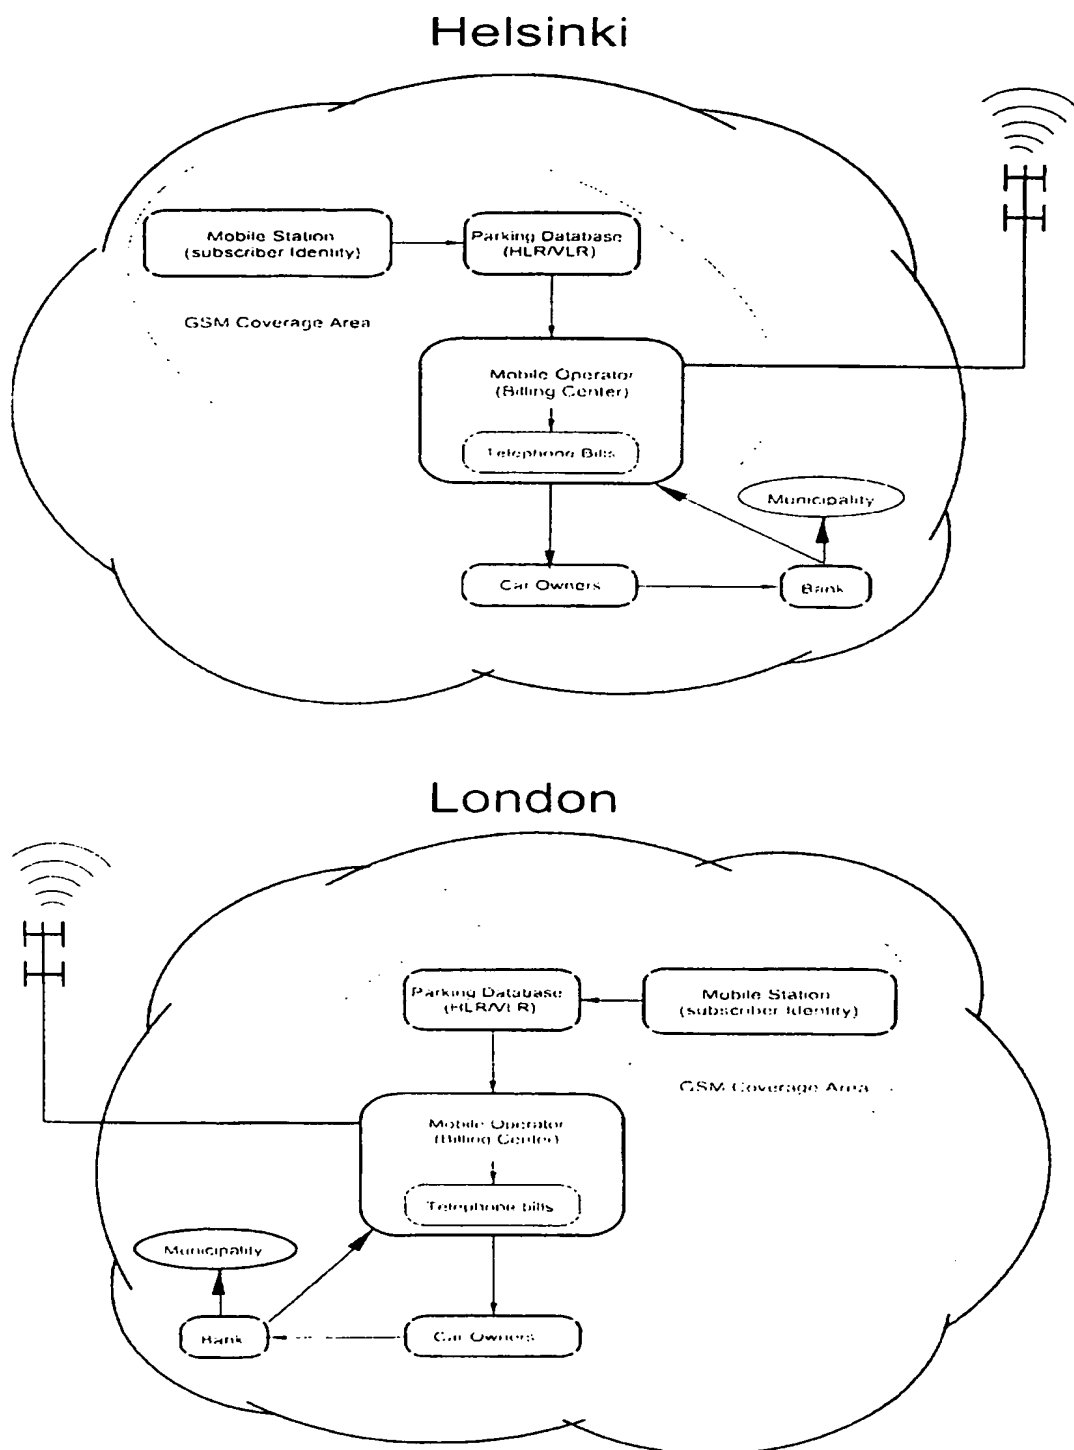 Helsinki
Mobile Station
(subscriber Identity)
Parking Database
(HLR/VLR)
GSM Coverage Area
Mobile Operator
(Billing Center)
Telephone Bills
Municipality
Car Owners
Bank
London
Parking Database
(HLR/VLR)
Mobile Station
(subscriber Identity)
GSM Coverage Area
Mobile Operator
(Billing Center)
Telephone bills
Municipality
Bank
Car Owners